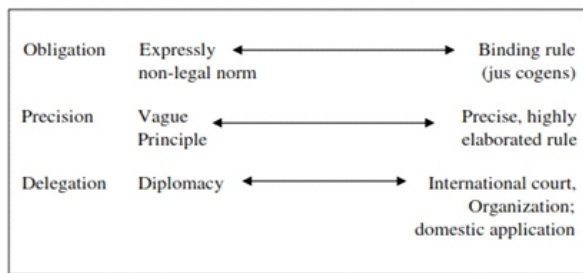 Obligation Expressly Binding rule
non-legal norm (jus cogens)
Precision Vague Precise, highly
Principle elaborated rule
Delegation Diplomacy International court,
Organization;
domestic application